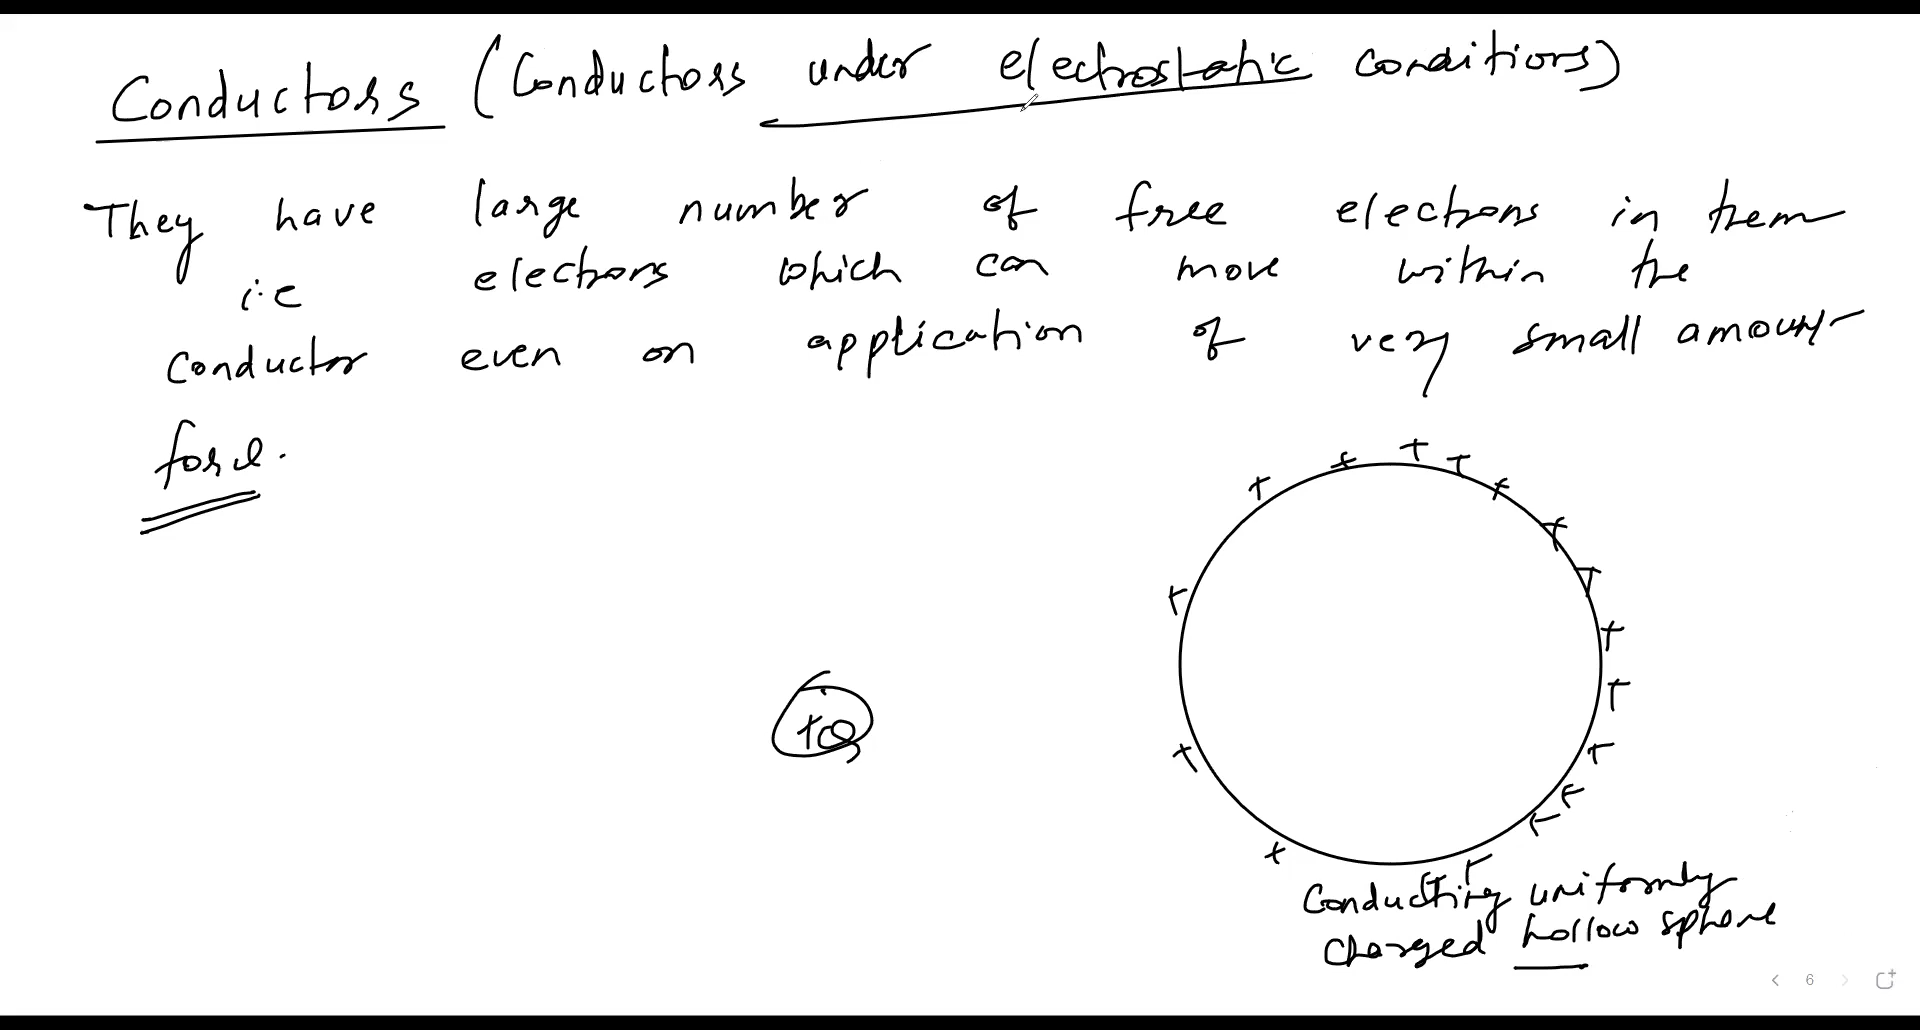 Conductors (Conductors under electrostatic conditions)
They have large number of free electrons in them
i.e electrons which can move within the
conductor even on application of very small amount
force.
+Q
Conducting uniformly
charged hollow sphere
6